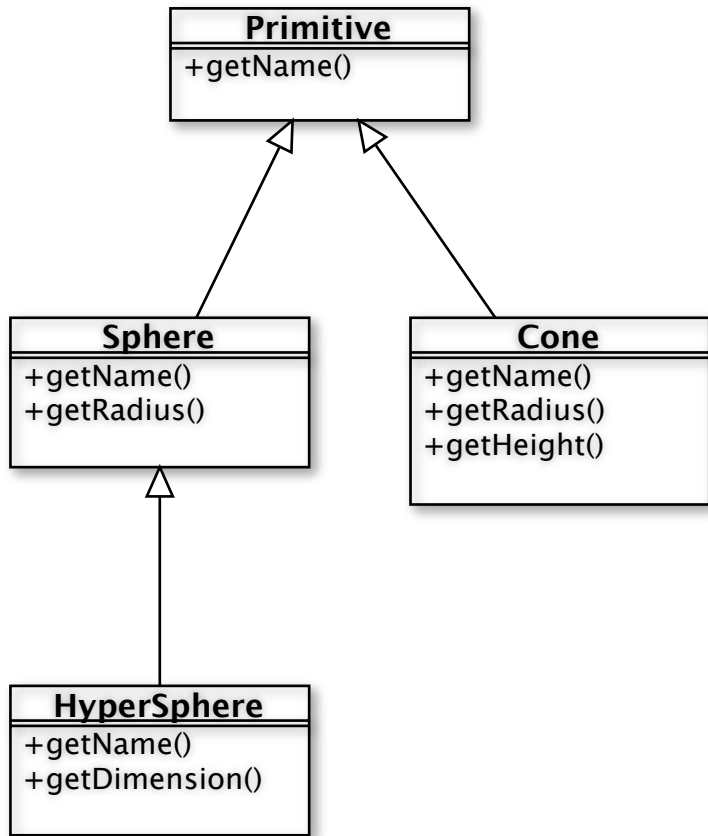 Primitive
+getName()
Sphere
+getName()
+getRadius()
Cone
+getName()
+getRadius()
+getHeight()
HyperSphere
+getName()
+getDimension()